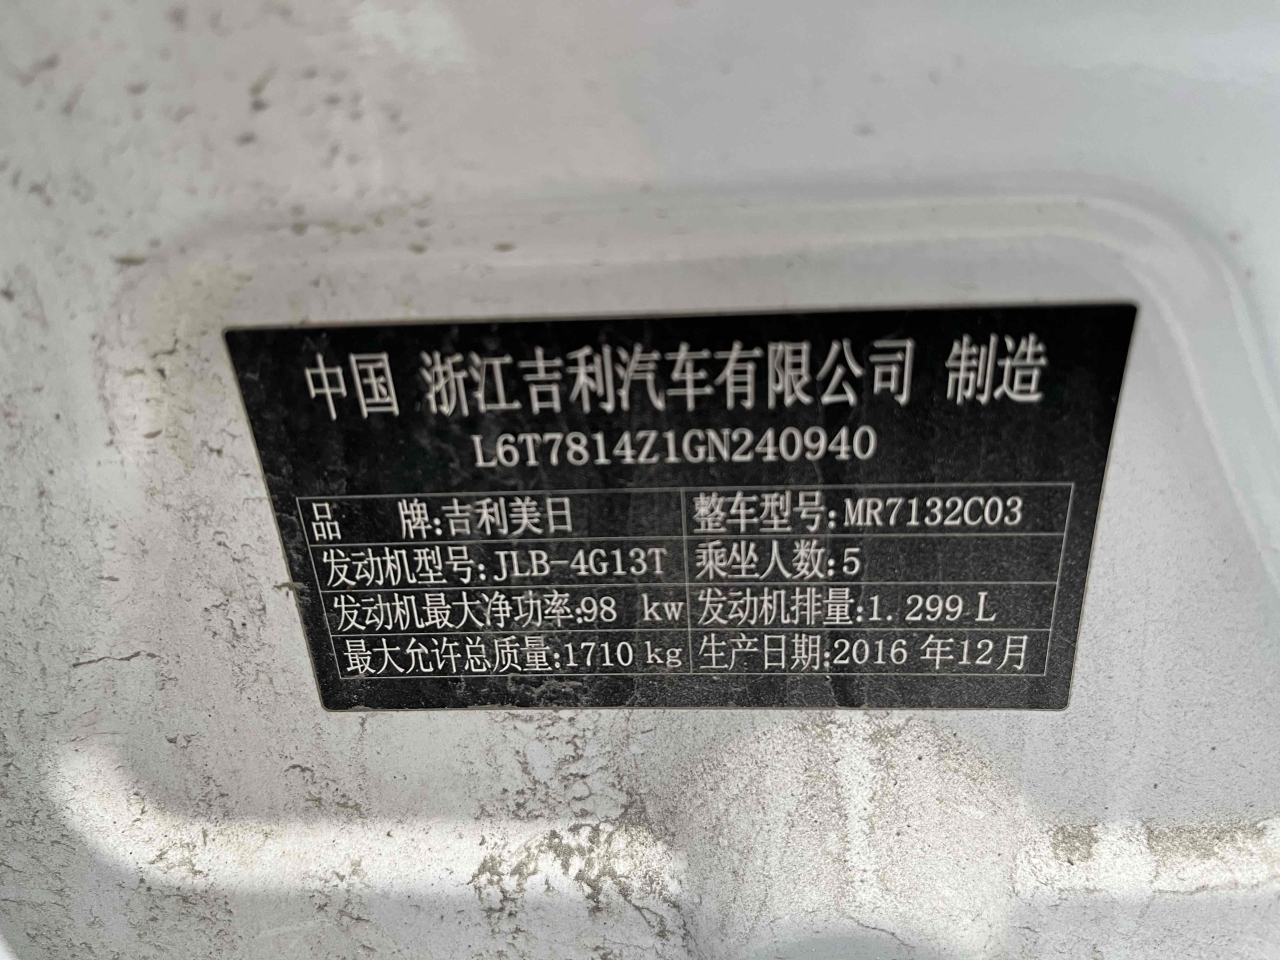 中国 浙江吉利汽车有限公司 制造
L6T7814Z1GN240940
品 牌:吉利美日 整车型号:MR7132C03
发动机型号:JLB-4G13T 乘坐人数:5
发动机最大净功率:98 kw 发动机排量:1.299 L
最大允许总质量:1710 kg 生产日期:2016 年12月